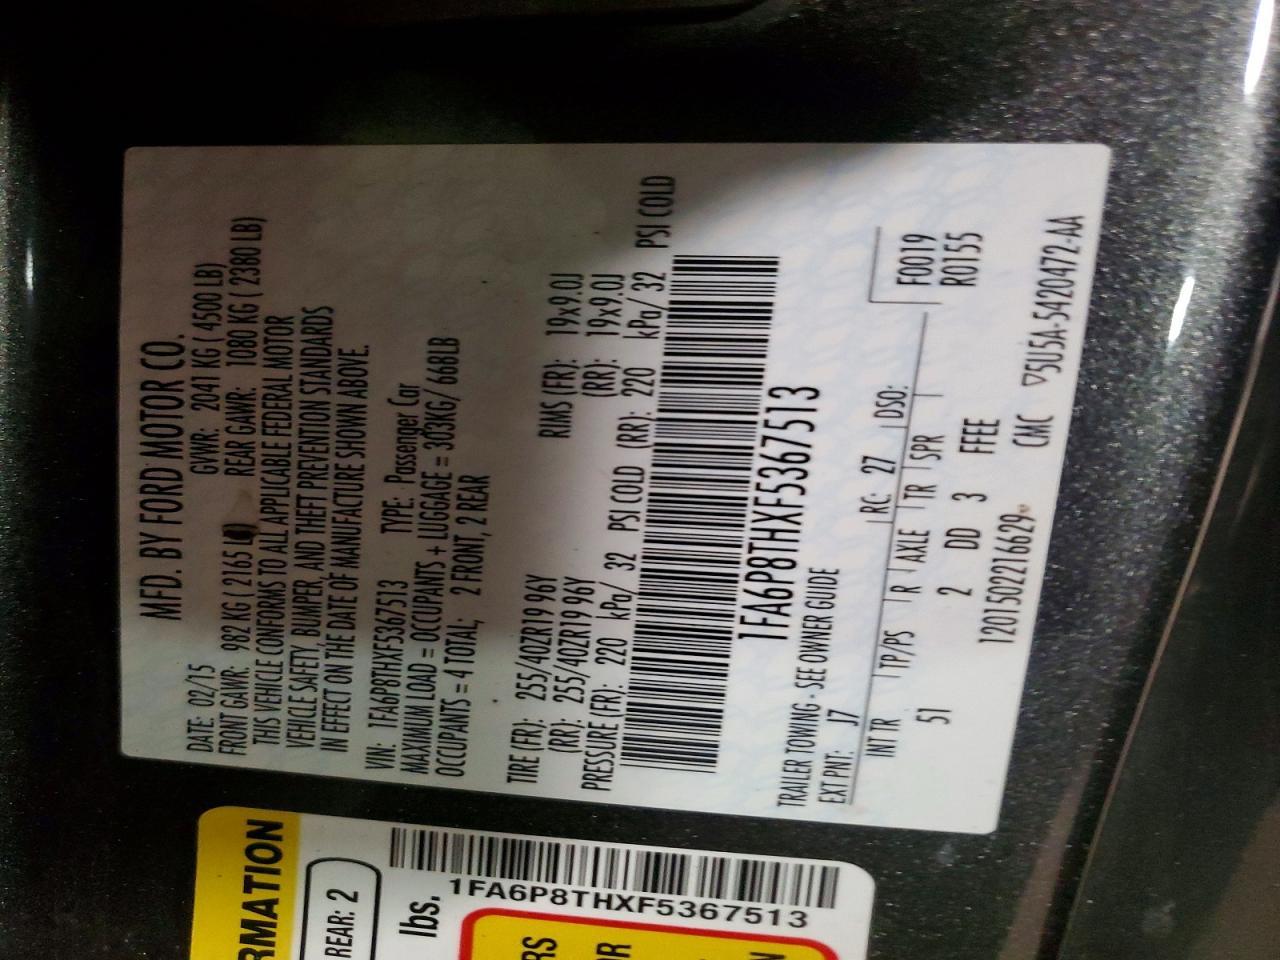 MFD. BY FORD MOTOR CO.
DATE: 02/15 GVWR: 2041 KG ( 4500 LB)
FRONT GAWR: 982 KG ( 2165 REAR GAWR: 1080 KG ( 2380 LB)
THIS VEHICLE CONFORMS TO ALL APPLICABLE FEDERAL MOTOR
VEHICLE SAFETY, BUMPER, AND THEFT PREVENTION STANDARDS
IN EFFECT ON THE DATE OF MANUFACTURE SHOWN ABOVE.
VIN: 1FA6P8THXF5367513 TYPE: Passenger Car
MAXIMUM LOAD = OCCUPANTS + LUGGAGE = 303KG/ 668LB
OCCUPANTS = 4 TOTAL, 2 FRONT, 2 REAR
TIRE (FR): 255/40ZR19 96Y RIMS (FR): 19x9.0J
(RR): 255/40ZR19 96Y (RR): 19x9.0J
PRESSURE (FR): 220 kPa/ 32 PSI COLD (RR): 220 kPa/ 32 PSI COLD
1FA6P8THXF5367513
TRAILER TOWING - SEE OWNER GUIDE
EXT PNT: J7 RC: 27 DSO:
INT TR TP/PS R AXLE TR SPR F0019
51 2 DD 3 FFE R0155
1201502216629
CMC ▽5U5A-5420472-AA
RMATION
REAR: 2
lbs.
1FA6P8THXF5367513
RS
OR
N